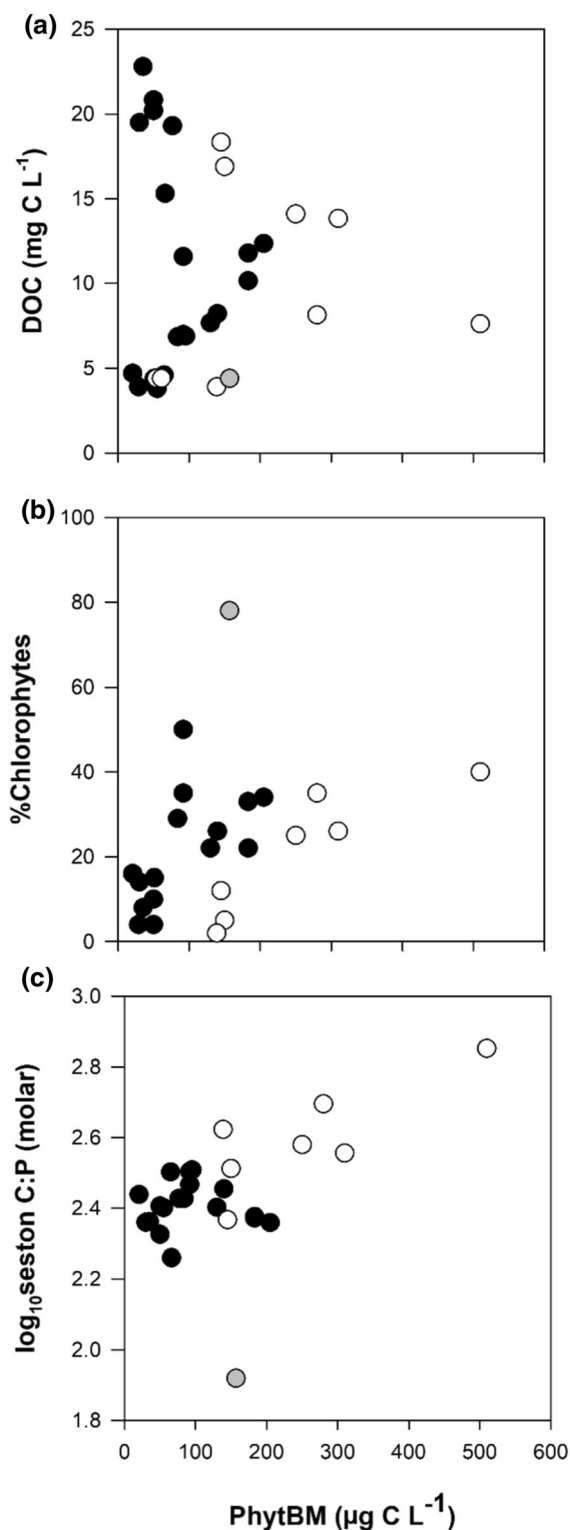 (a)
25
20
15
10
5
0
DOC (mg C L⁻¹)
(b)
100
80
60
40
20
0
%Chlorophytes
(c)
3.0
2.8
2.6
2.4
2.2
2.0
1.8
log₁₀seston C:P (molar)
0 100 200 300 400 500 600
PhytBM (µg C L⁻¹)